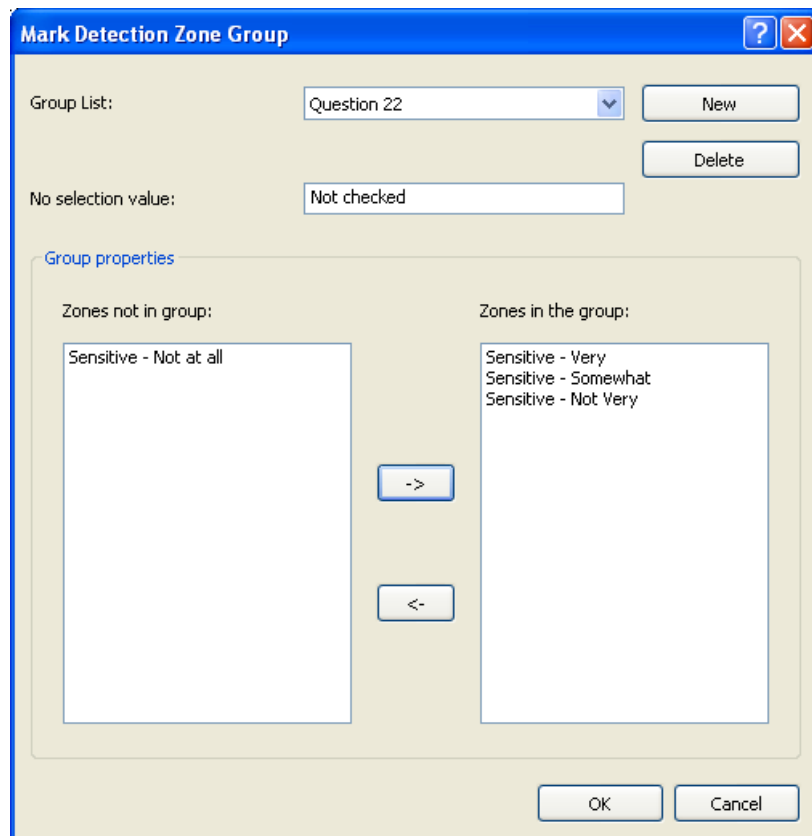 Mark Detection Zone Group
?
Group List:
Question 22
New
Delete
No selection value:
Not checked
Group properties
Zones not in group:
Zones in the group:
Sensitive - Not at all
Sensitive - Very
Sensitive - Somewhat
Sensitive - Not Very
->
<-
OK
Cancel